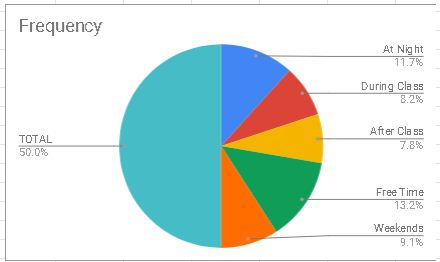 Frequency
At Night
11.7%
During Class
8.2%
After Class
7.8%
TOTAL
50.0%
Free Time
13.2%
Weekends
9.1%